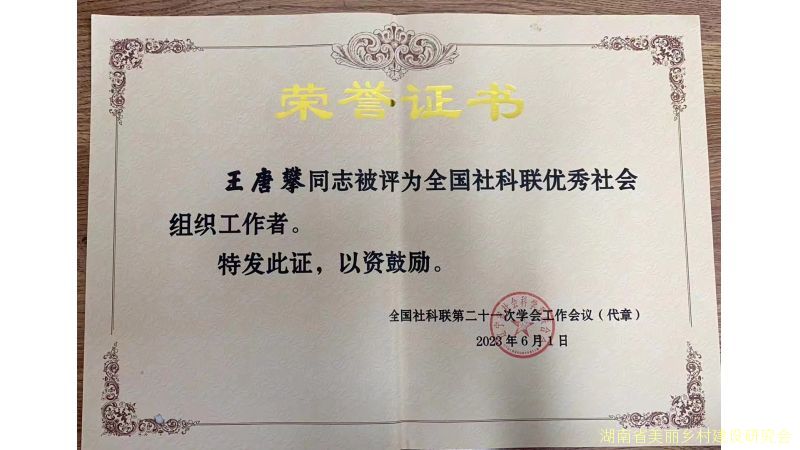 荣誉证书
王唐攀同志被评为全国社科联优秀社会
组织工作者。
特发此证，以资鼓励。
全国社科联第二十一次学会工作会议（代章）
2023年6月1日
湖南省美丽乡村建设研究会